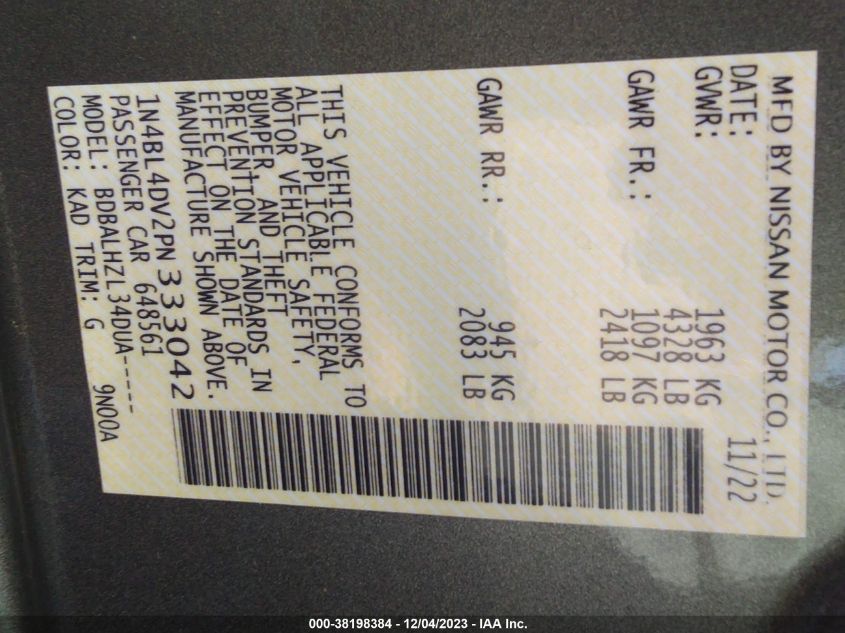 MFD BY NISSAN MOTOR CO., LTD.
DATE: 11/22
GVWR: 1963 KG
4328 LB
GAWR FR.: 1097 KG
2418 LB
GAWR RR.: 945 KG
2083 LB
THIS VEHICLE CONFORMS TO
ALL APPLICABLE FEDERAL
MOTOR VEHICLE SAFETY,
BUMPER, AND THEFT
PREVENTION STANDARDS IN
EFFECT ON THE DATE OF
MANUFACTURE SHOWN ABOVE.
1N4BL4DV2PN333042
PASSENGER CAR 648561
MODEL: BDBALHZL34DUA-----
COLOR: KAD TRIM: G 9N00A
000-38198384 - 12/04/2023 - IAA Inc.